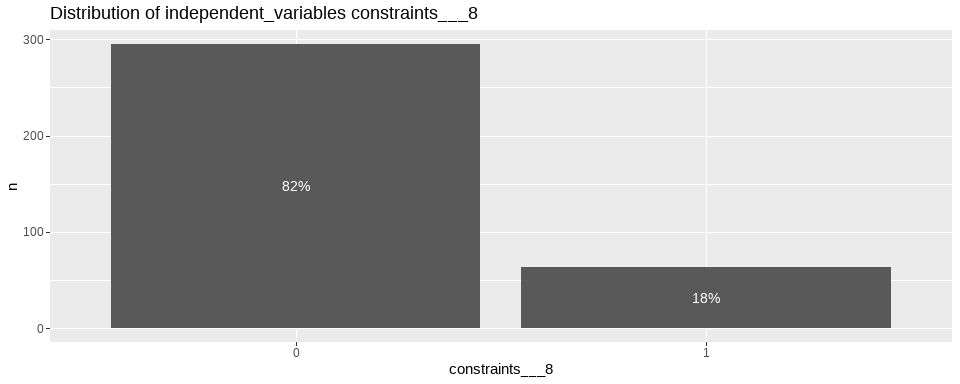 Distribution of independent_variables constraints___8
300
200
100
0
n
82%
18%
0
1
constraints___8